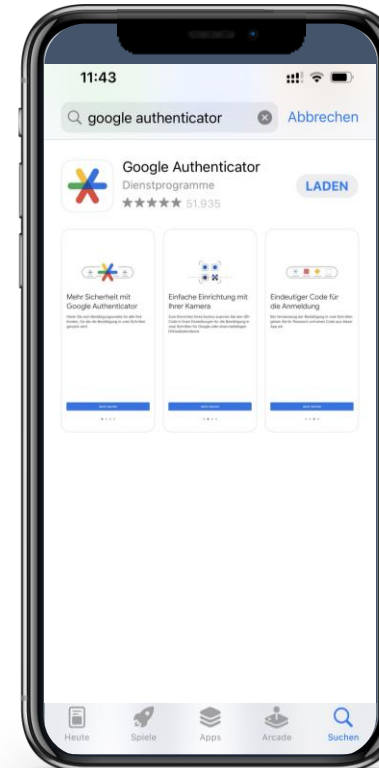 11:43
google authenticator
Abbrechen
Google Authenticator
Dienstprogramme
51.935
LADEN
Mehr Sicherheit mit
Google Authenticator
Einfache Einrichtung mit
Ihrer Kamera
Eindeutiger Code für
die Anmeldung
Heute
Spiele
Apps
Arcade
Suchen